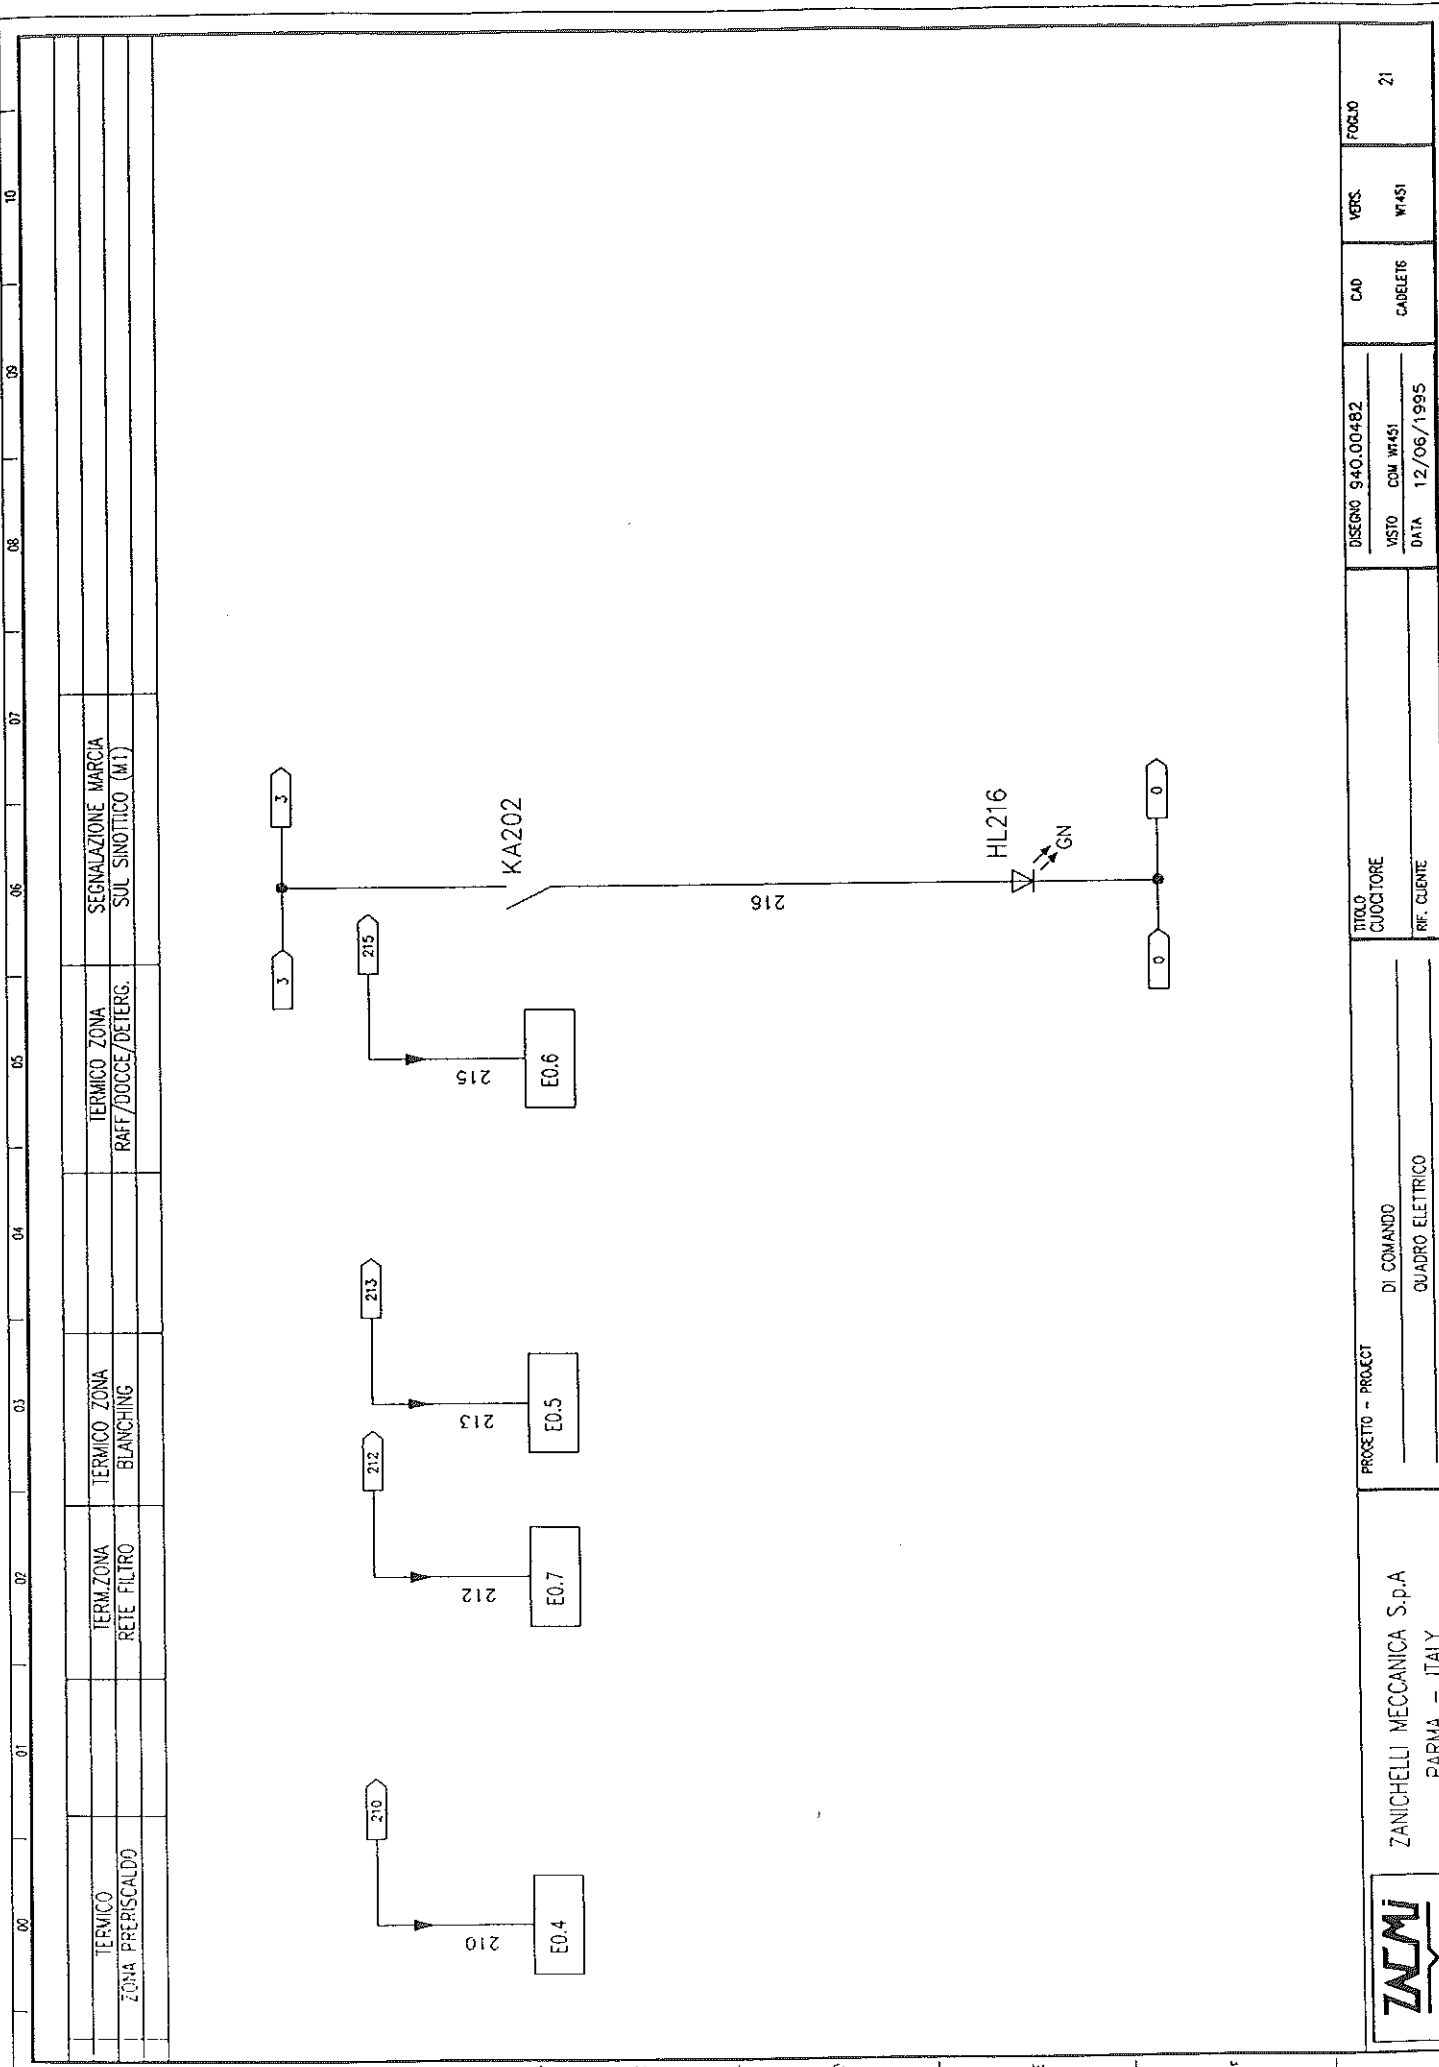 00 01 02 03 04 05 06 07 08 09 10
TERMICO
ZONA PRERISCALDO
TERM.ZONA
RETE FILTRO
TERMICO ZONA
BLANCHING
TERMICO ZONA
RAFF/DOCCE/DETERG.
SEGNALAZIONE MARCIA
SUL SINOTTICO (M1)
3
3
210
212
213
215
KA202
210
212
213
215
E0.4
E0.7
E0.5
E0.6
216
HL216
GN
0
0
ZACMI
ZANICHELLI MECCANICA S.p.A
PARMA - ITALY
PROGETTO - PROJECT
DI COMANDO
QUADRO ELETTRICO
TITOLO
CUOCITORE
RIF. CLIENTE
DISEGNO 940.00482
VISTO COM WT451
DATA 12/06/1995
CAD
CADELET6
VERS.
WT451
FOGLIO
21